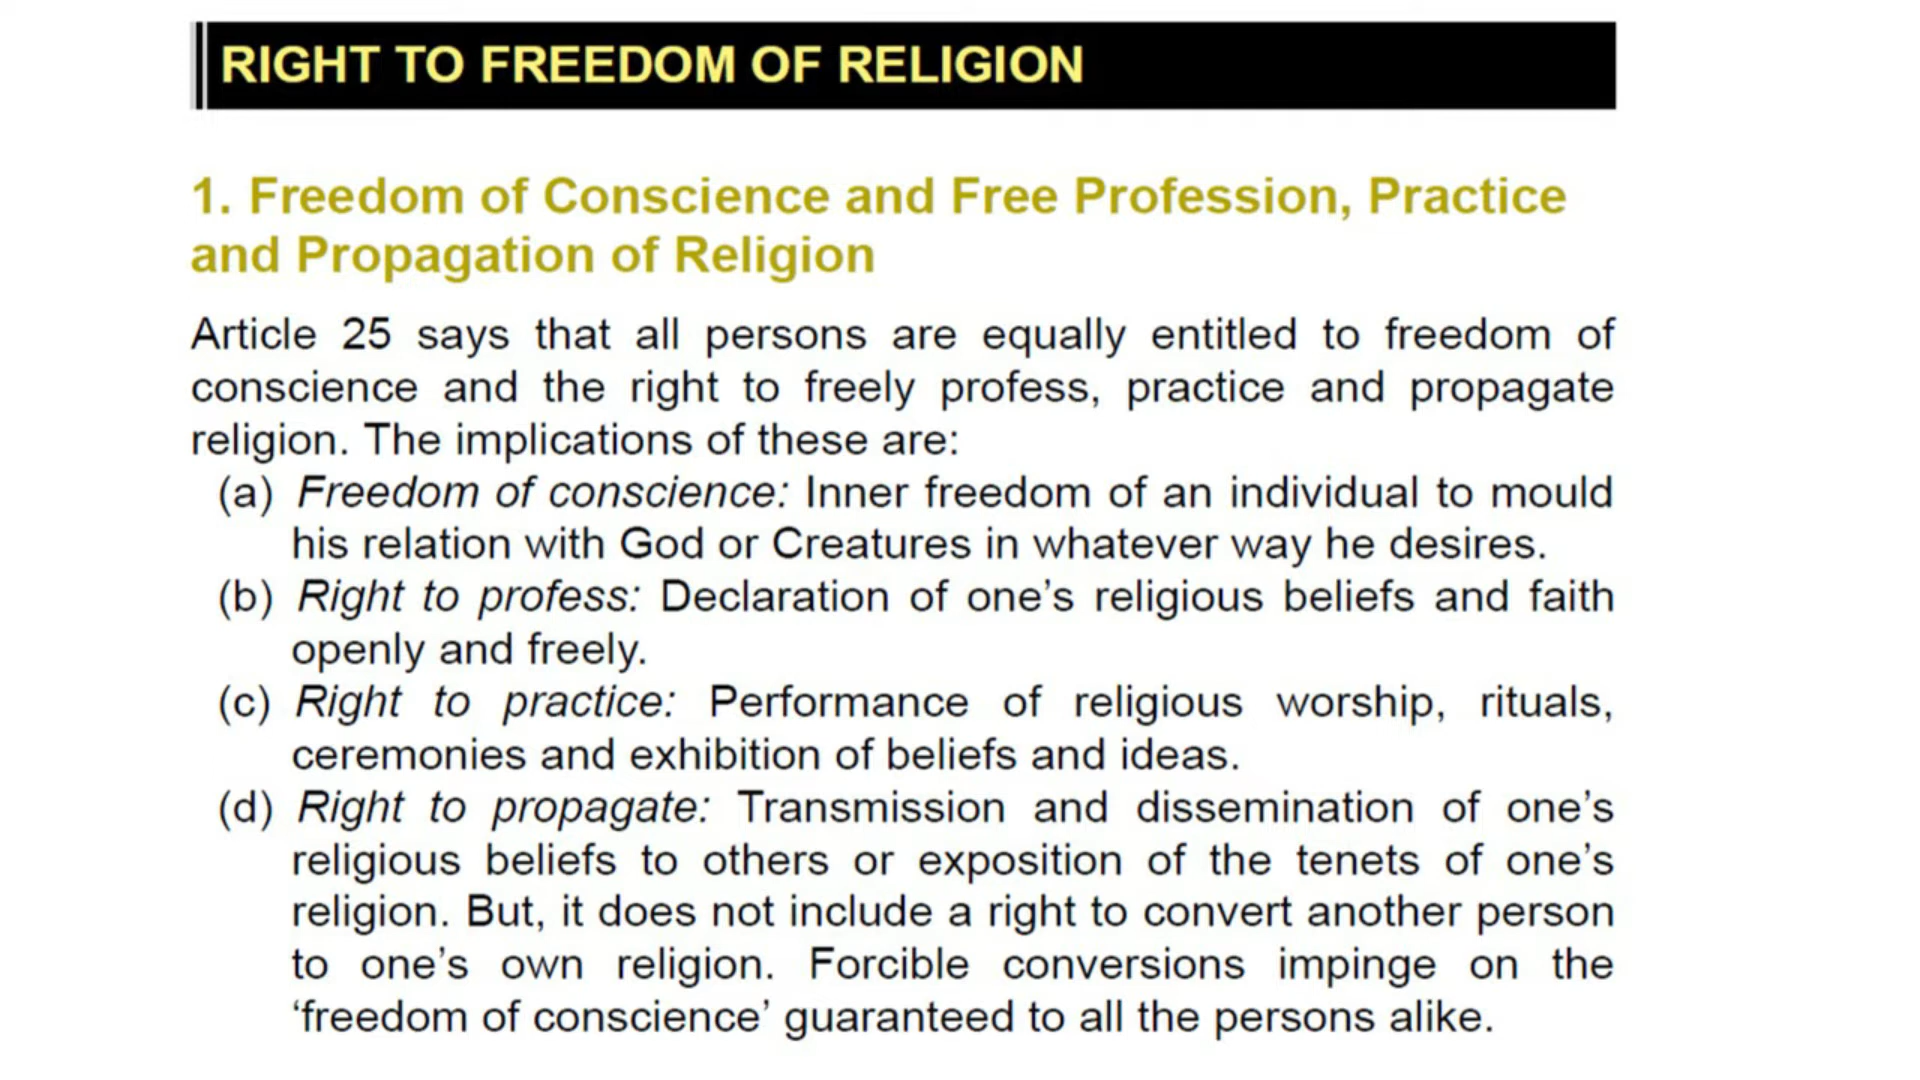 RIGHT TO FREEDOM OF RELIGION
1. Freedom of Conscience and Free Profession, Practice
and Propagation of Religion
Article 25 says that all persons are equally entitled to freedom of
conscience and the right to freely profess, practice and propagate
religion. The implications of these are:
(a) Freedom of conscience: Inner freedom of an individual to mould
his relation with God or Creatures in whatever way he desires.
(b) Right to profess: Declaration of one’s religious beliefs and faith
openly and freely.
(c) Right to practice: Performance of religious worship, rituals,
ceremonies and exhibition of beliefs and ideas.
(d) Right to propagate: Transmission and dissemination of one’s
religious beliefs to others or exposition of the tenets of one’s
religion. But, it does not include a right to convert another person
to one’s own religion. Forcible conversions impinge on the
‘freedom of conscience’ guaranteed to all the persons alike.